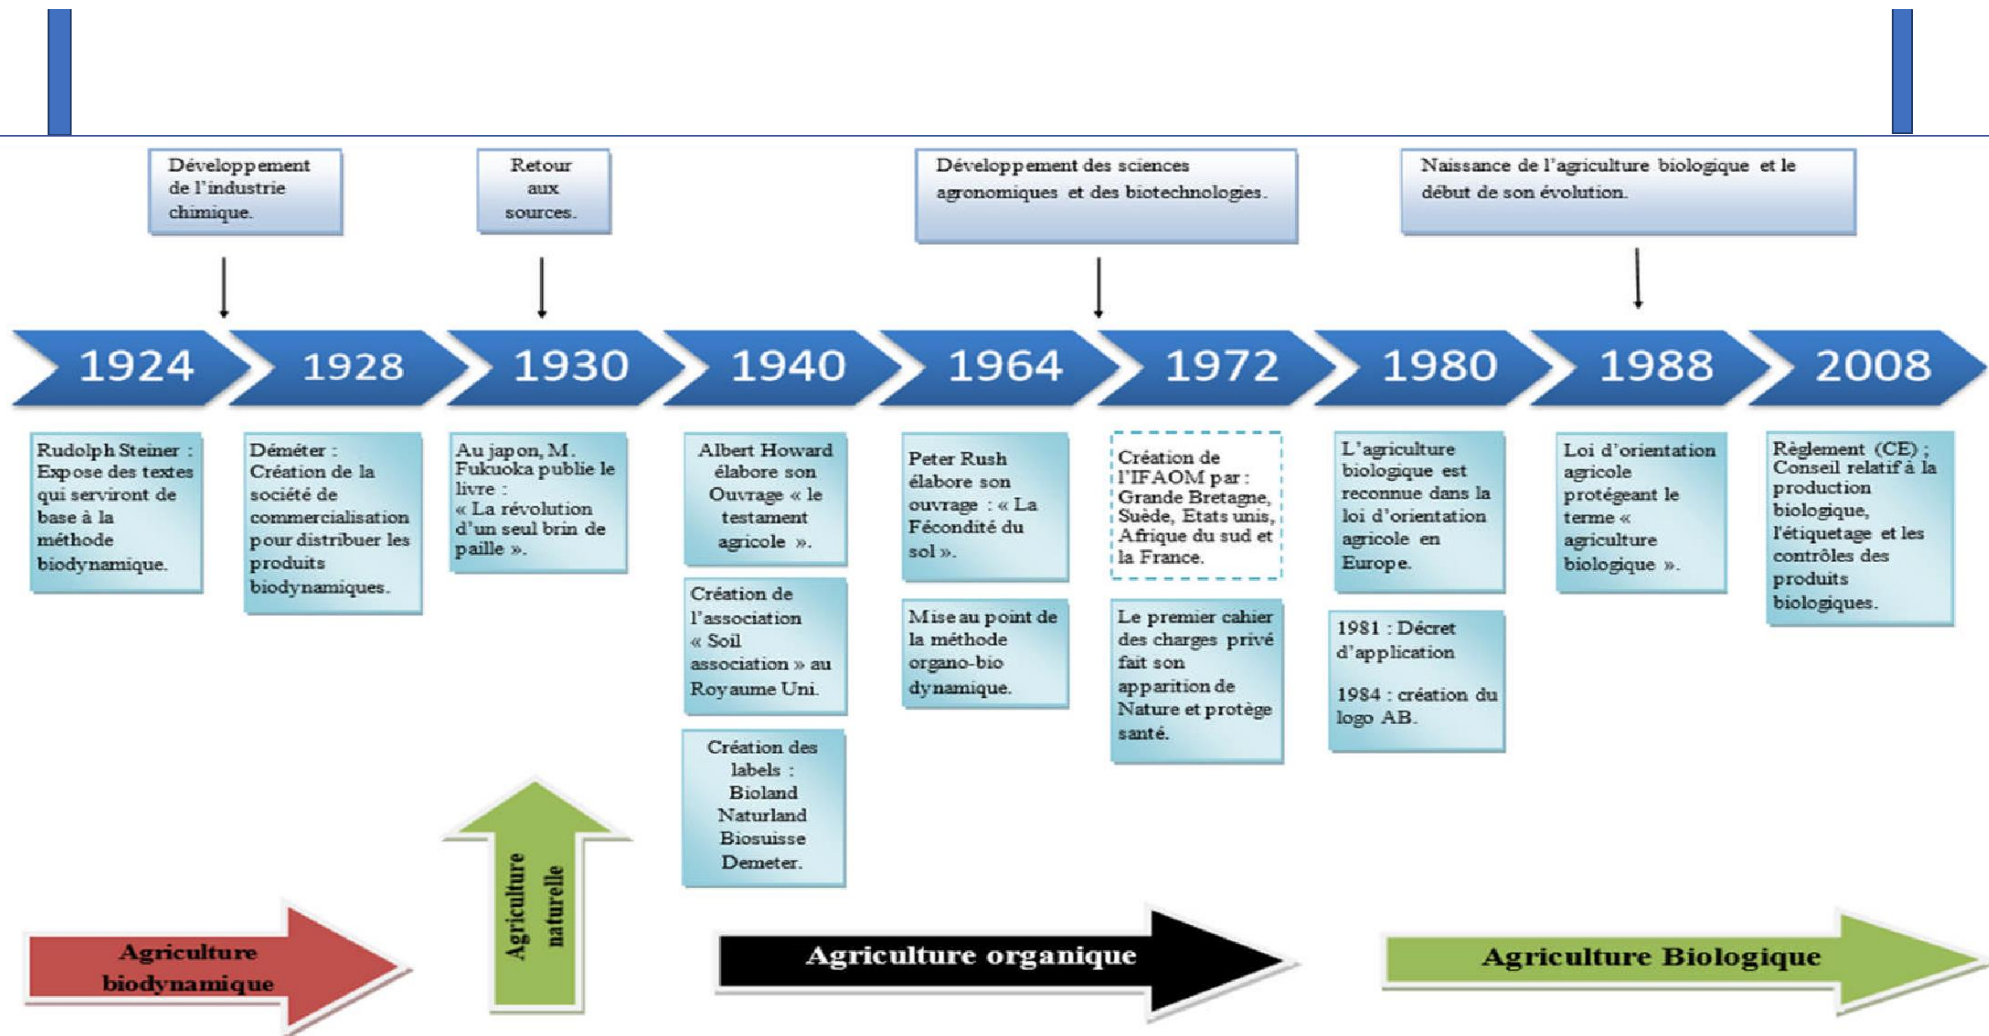 Développement
de l'industrie
chimique.
Retour
aux
sources.
Développement des sciences
agronomiques et des biotechnologies.
Naissance de l'agriculture biologique et le
début de son évolution.
1924
1928
1930
1940
1964
1972
1980
1988
2008
Rudolph Steiner :
Expose des textes
qui serviront de
base à la
méthode
biodynamique.
Déméter :
Création de la
société de
commercialisation
pour distribuer les
produits
biodynamiques.
Au japon, M.
Fukuoka publie le
livre :
« La révolution
d'un seul brin de
paille ».
Albert Howard
élabore son
Ouvrage « le
testament
agricole ».
Création de
l'association
« Soil
association » au
Royaume Uni.
Création des
labels :
Bioland
Naturland
Biosuisse
Demeter.
Peter Rush
élabore son
ouvrage : « La
Fécondité du
sol ».
Mise au point de
la méthode
organo-bio
dynamique.
Création de
l'IFAOM par :
Grande Bretagne,
Suède, Etats unis,
Afrique du sud et
la France.
Le premier cahier
des charges privé
fait son
apparition de
Nature et protège
santé.
L'agriculture
biologique est
reconnue dans la
loi d'orientation
agricole en
Europe.
1981 : Décret
d'application
1984 : création du
logo AB.
Loi d'orientation
agricole
protégeant le
terme «
agriculture
biologique ».
Règlement (CE) ;
Conseil relatif à la
production
biologique,
l'étiquetage et les
contrôles des
produits
biologiques.
Agriculture
biodynamique
Agriculture
naturelle
Agriculture organique
Agriculture Biologique